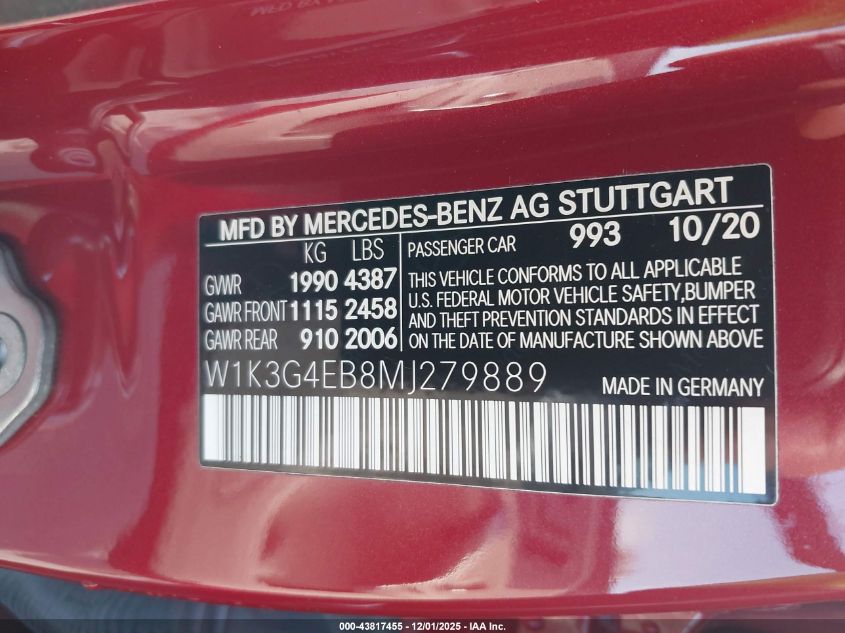 MFD BY MERCEDES-BENZ AG STUTTGART
KG LBS
GVWR 1990 4387
GAWR FRONT 1115 2458
GAWR REAR 910 2006
PASSENGER CAR 993 10/20
THIS VEHICLE CONFORMS TO ALL APPLICABLE
U.S. FEDERAL MOTOR VEHICLE SAFETY,BUMPER
AND THEFT PREVENTION STANDARDS IN EFFECT
ON THE DATE OF MANUFACTURE SHOWN ABOVE
W1K3G4EB8MJ279889 MADE IN GERMANY
000-43817455 - 12/01/2025 - IAA Inc.